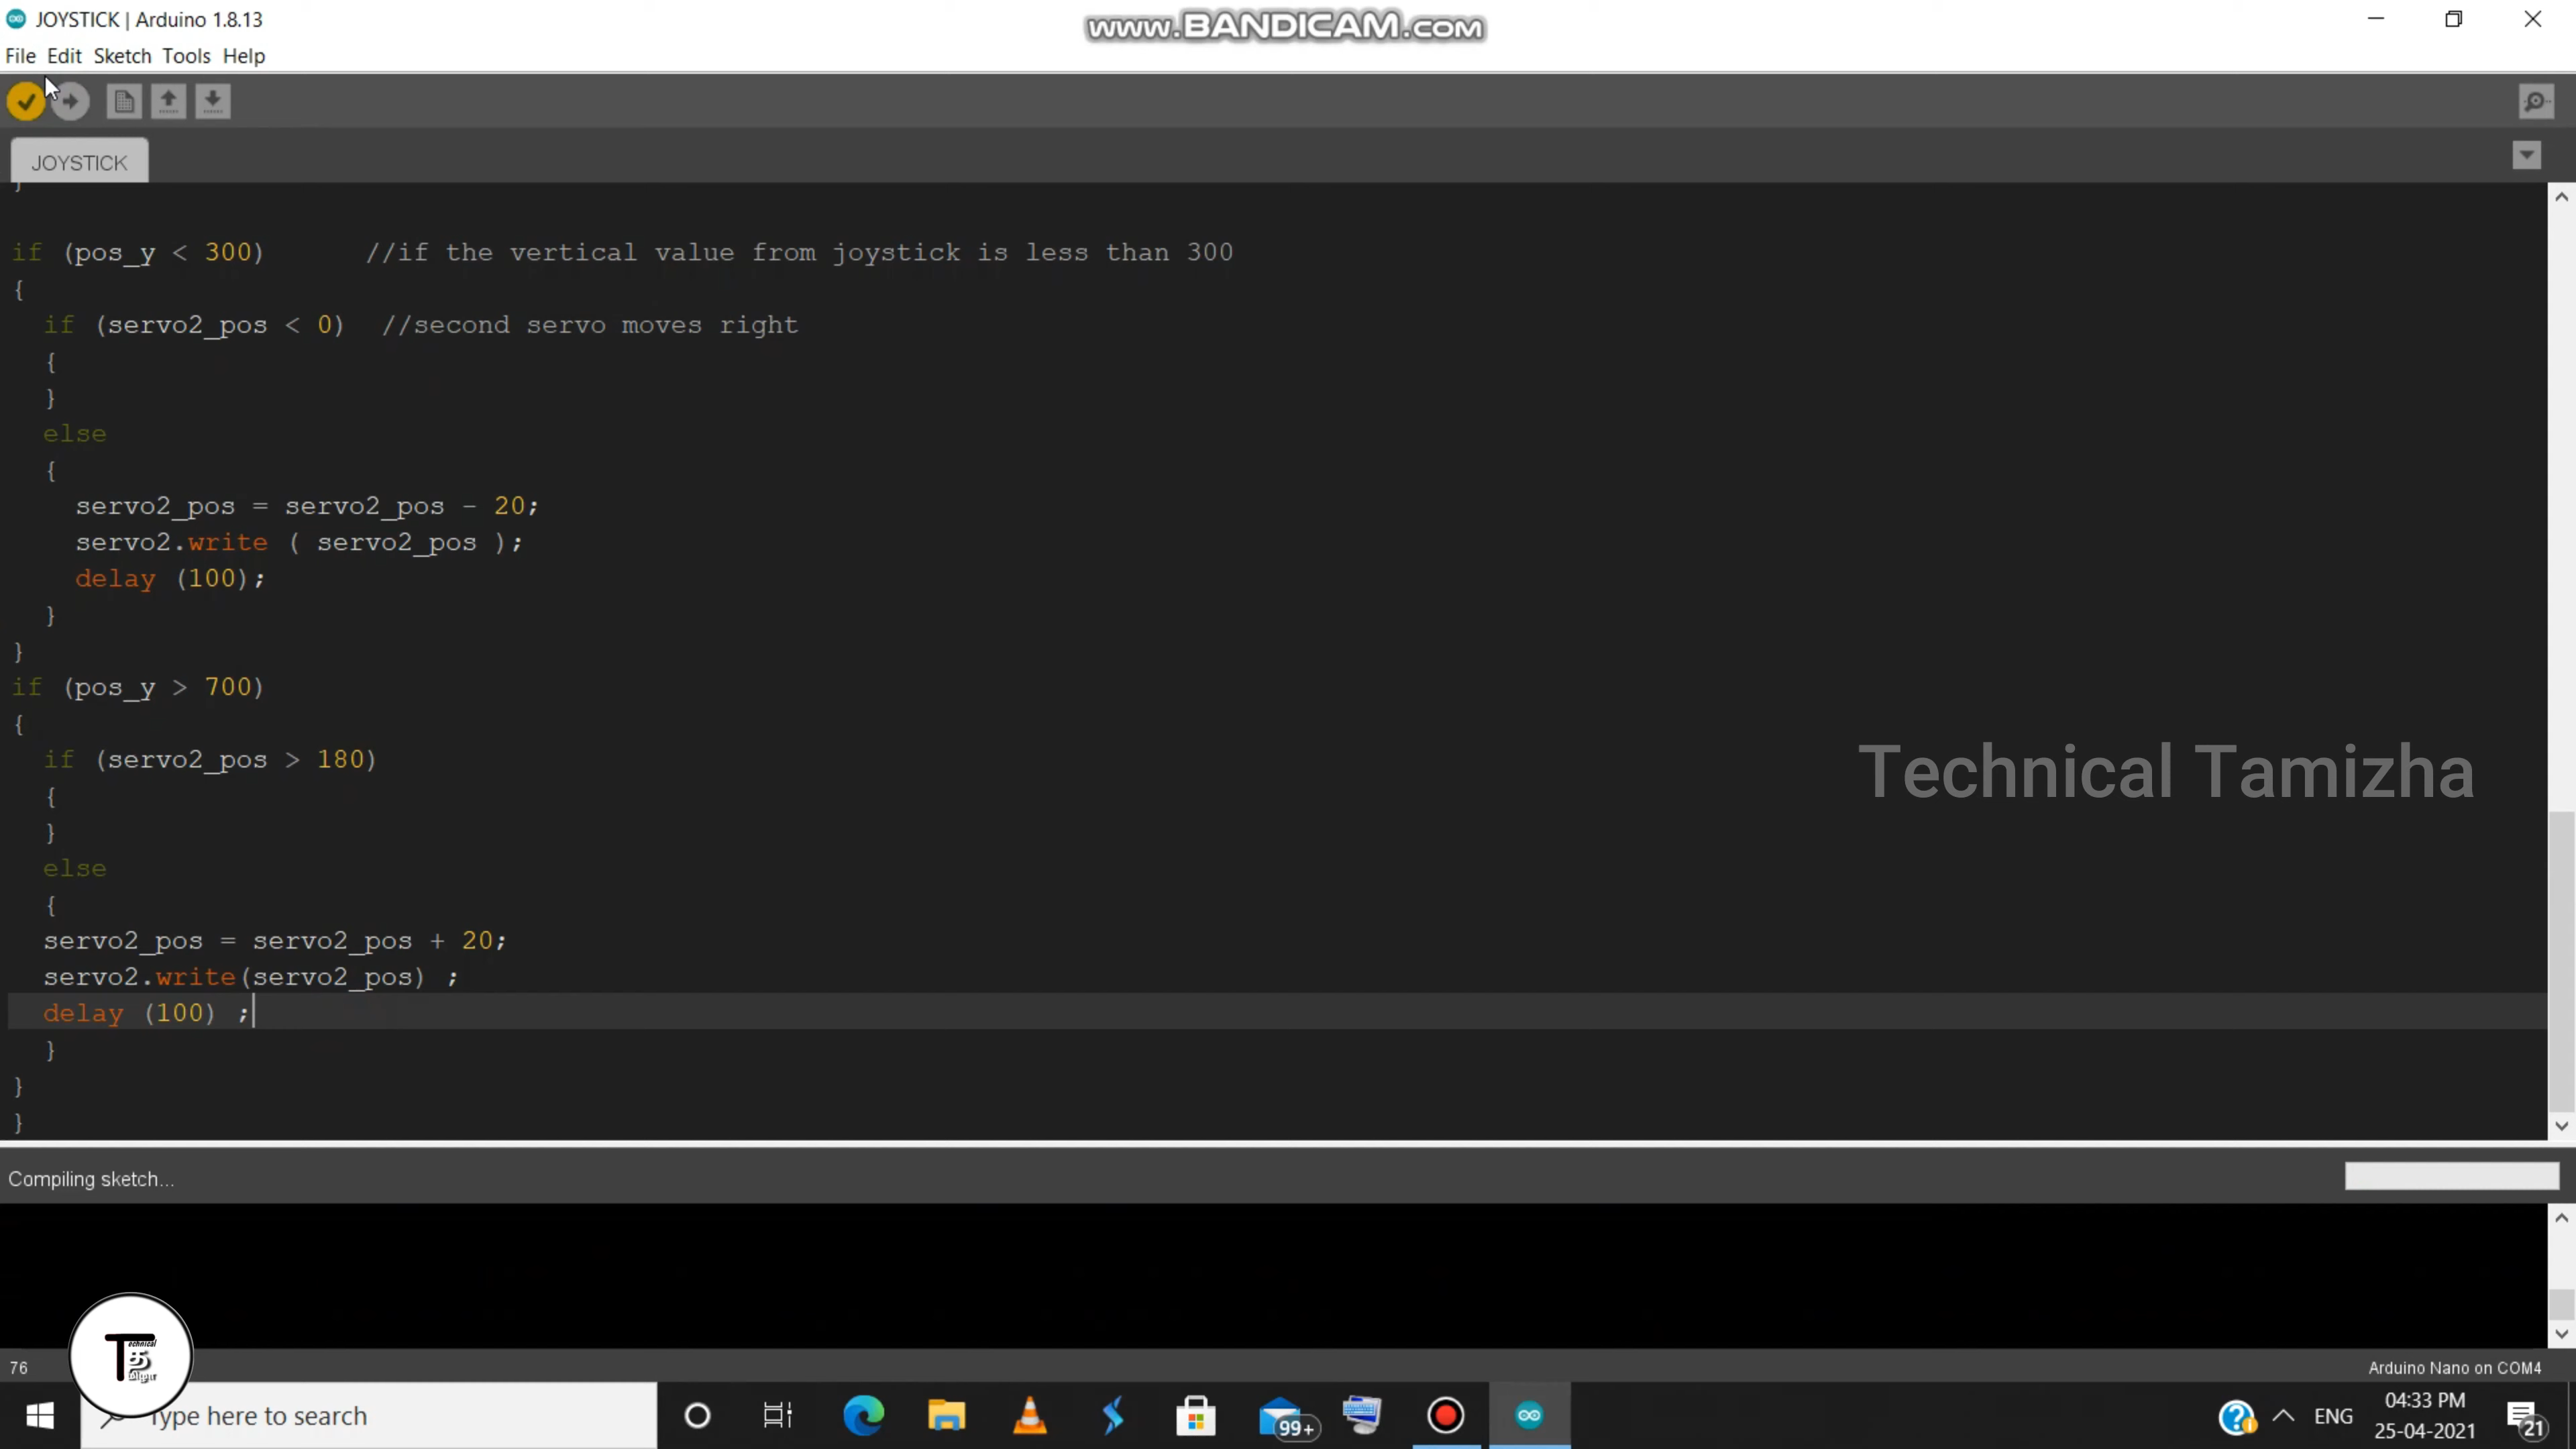 JOYSTICK | Arduino 1.8.13
www.BANDICAM.com
File Edit Sketch Tools Help
JOYSTICK
}
if (pos_y < 300) //if the vertical value from joystick is less than 300
{
if (servo2_pos < 0) //second servo moves right
{
}
else
{
servo2_pos = servo2_pos - 20;
servo2.write ( servo2_pos );
delay (100);
}
}
if (pos_y > 700)
{
if (servo2_pos > 180)
{
}
else
{
servo2_pos = servo2_pos + 20;
servo2.write(servo2_pos) ;
delay (100) ;
}
}
}
Technical Tamizha
Compiling sketch...
Technical
76
Arduino Nano on COM4
Type here to search
99+
ENG
04:33 PM
25-04-2021
21